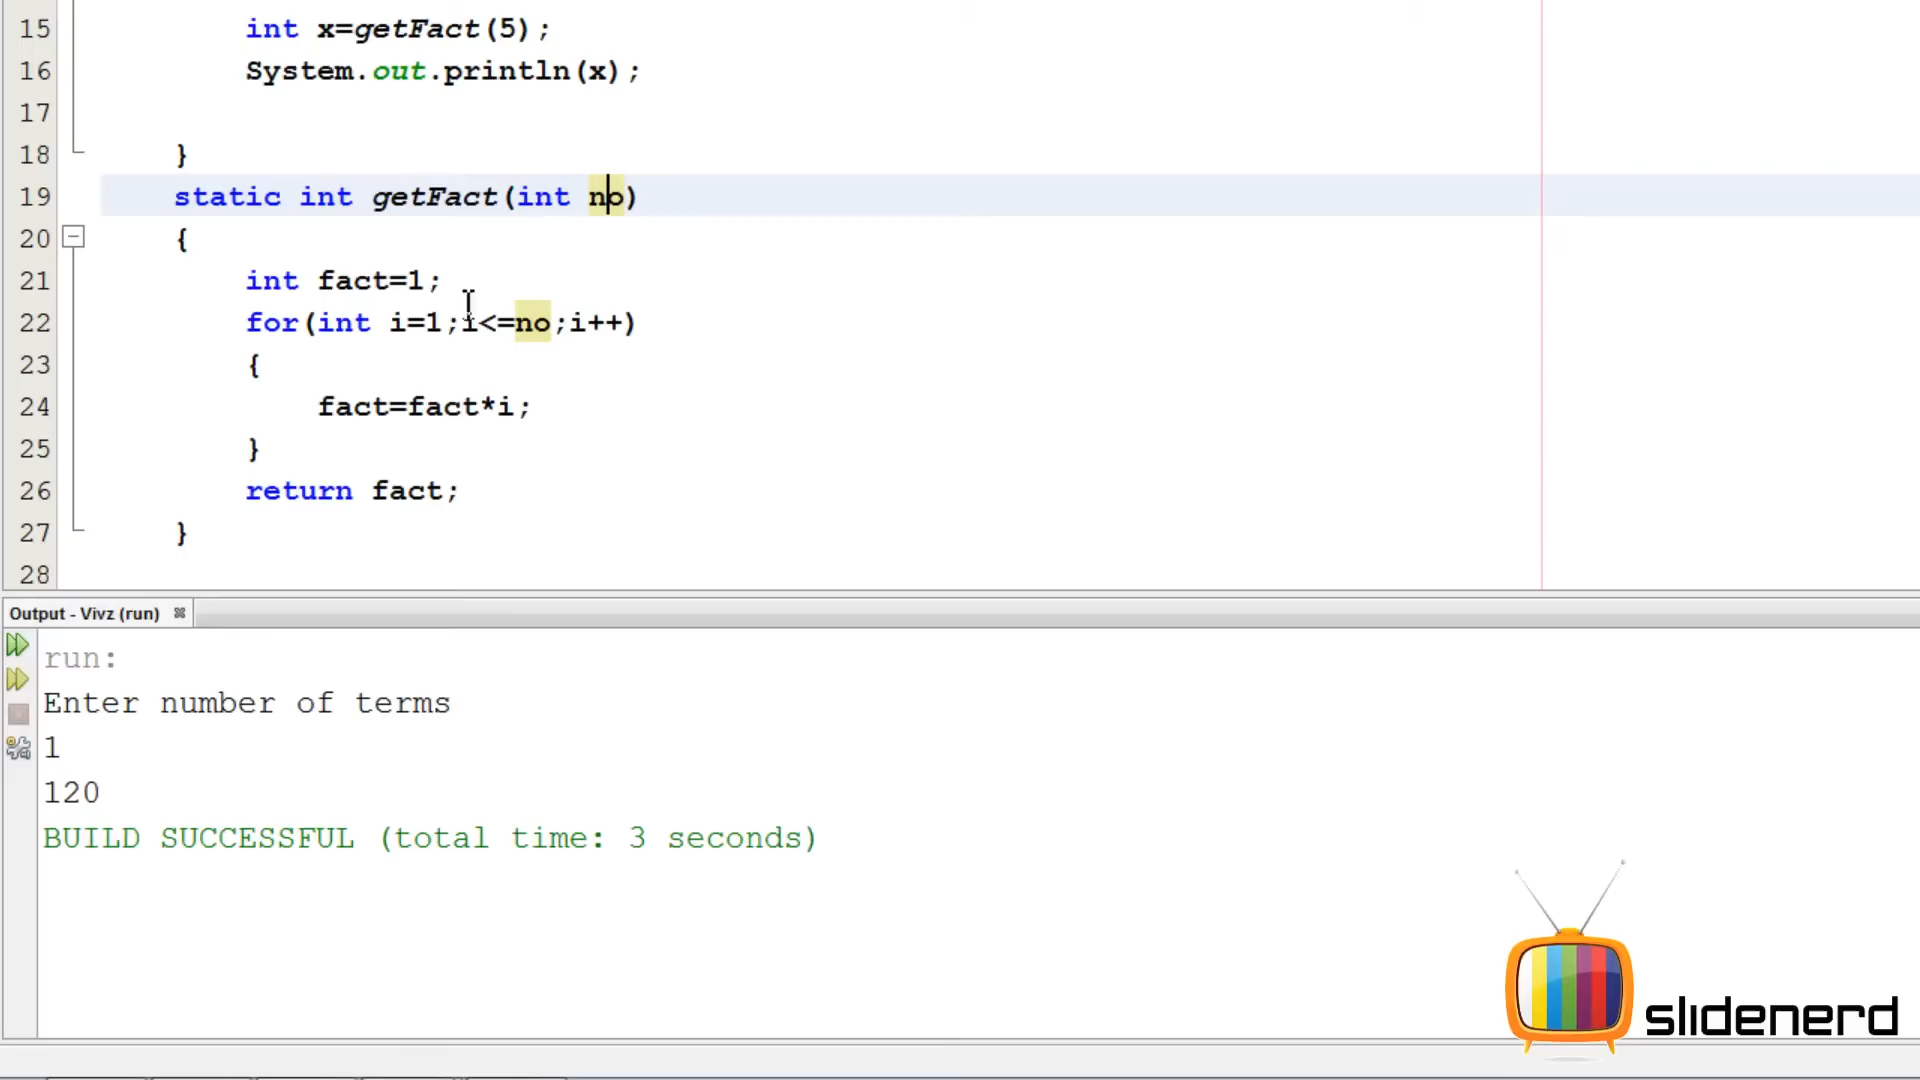 15 int x=getFact(5);
16 System.out.println(x);
17
18 }
19 static int getFact(int no)
20 {
21 int fact=1;
22 for(int i=1;i<=no;i++)
23 {
24 fact=fact*i;
25 }
26 return fact;
27 }
28
Output - Vivz (run)
run:
Enter number of terms
1
120
BUILD SUCCESSFUL (total time: 3 seconds)
slidenerd